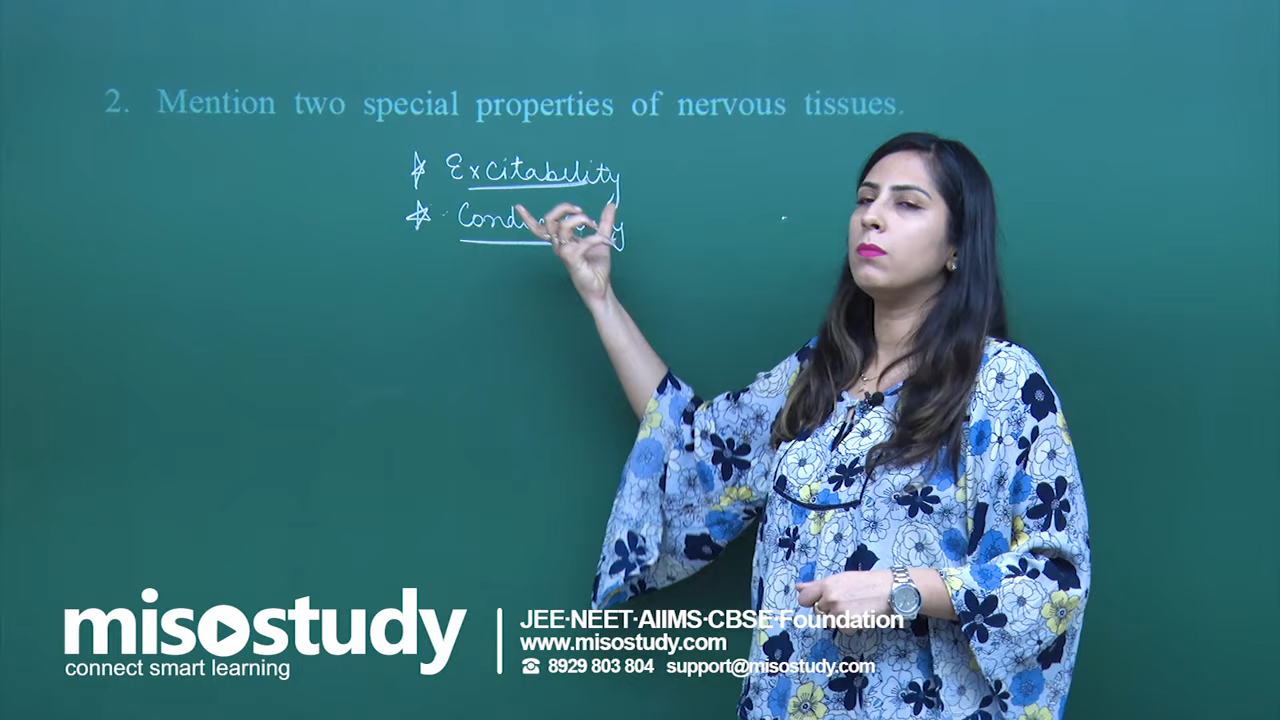 2. Mention two special properties of nervous tissues.
Excitability
misostudy
connect smart learning
JEE·NEET·AIIMS·CBSE·Foundation
www.misostudy.com
8929 803 804 support@misostudy.com